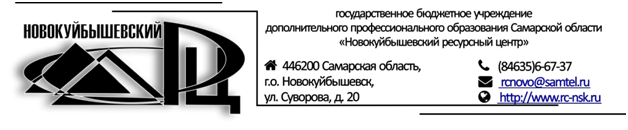 НОВОКУЙБЫШЕВСКИЙ
РЦ
государственное бюджетное учреждение
дополнительного профессионального образования Самарской области
«Новокуйбышевский ресурсный центр»
446200 Самарская область,
г.о. Новокуйбышевск,
ул. Суворова, д. 20
(84635)6-67-37
rcnovo@samtel.ru
http://www.rc-nsk.ru